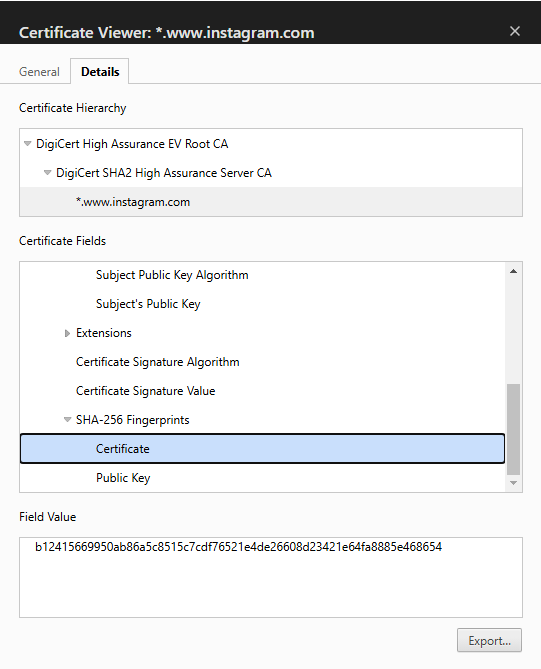 Certificate Viewer: *.www.instagram.com
General Details
Certificate Hierarchy
DigiCert High Assurance EV Root CA
DigiCert SHA2 High Assurance Server CA
*.www.instagram.com
Certificate Fields
Subject Public Key Algorithm
Subject's Public Key
Extensions
Certificate Signature Algorithm
Certificate Signature Value
SHA-256 Fingerprints
Certificate
Public Key
Field Value
b12415669950ab86a5c8515c7cdf76521e4de26608d23421e64fa8885e468654
Export...